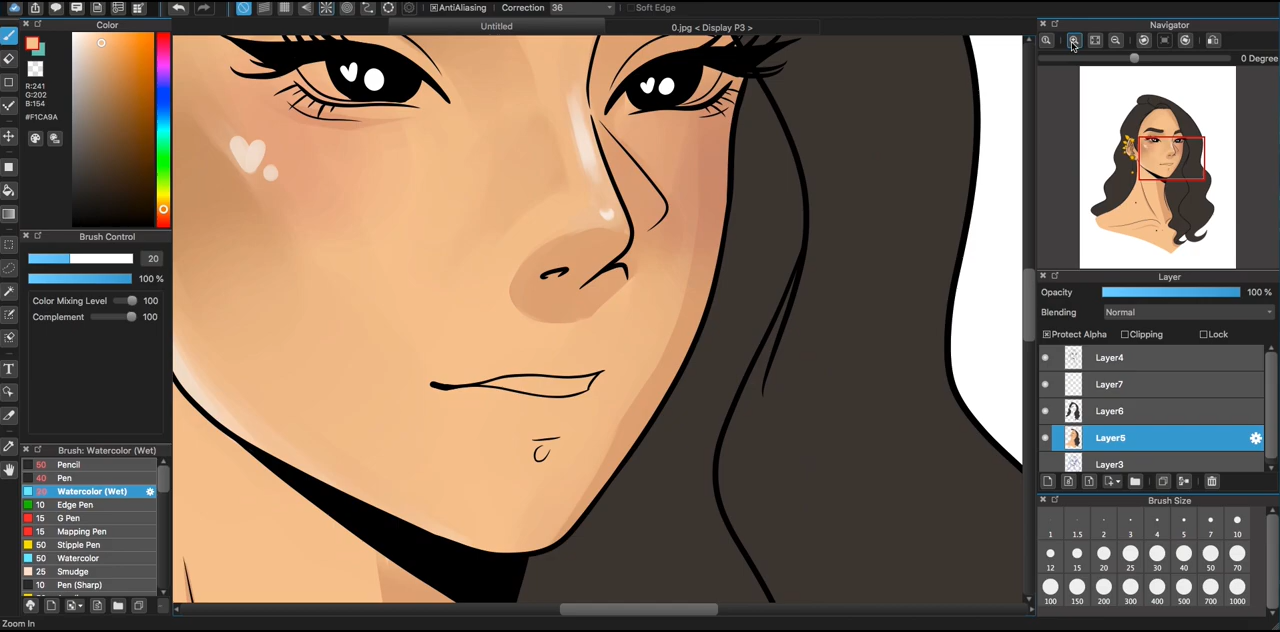 AntiAliasing Correction 36 Soft Edge
Untitled
0.jpg < Display P3 >
Color
R:241
G:202
B:154
#F1CA9A
Brush Control
20
100 %
Color Mixing Level 100
Complement 100
Brush: Watercolor (Wet)
50 Pencil
40 Pen
20 Watercolor (Wet)
10 Edge Pen
15 G Pen
15 Mapping Pen
50 Stipple Pen
50 Watercolor
25 Smudge
10 Pen (Sharp)
Zoom In
Navigator
0 Degree
Layer
Opacity 100 %
Blending Normal
Protect Alpha Clipping Lock
Layer4
Layer7
Layer6
Layer5
Layer3
Brush Size
1 1.5 2 3 4 5 7 10
12 15 20 25 30 40 50 70
100 150 200 300 400 500 700 1000